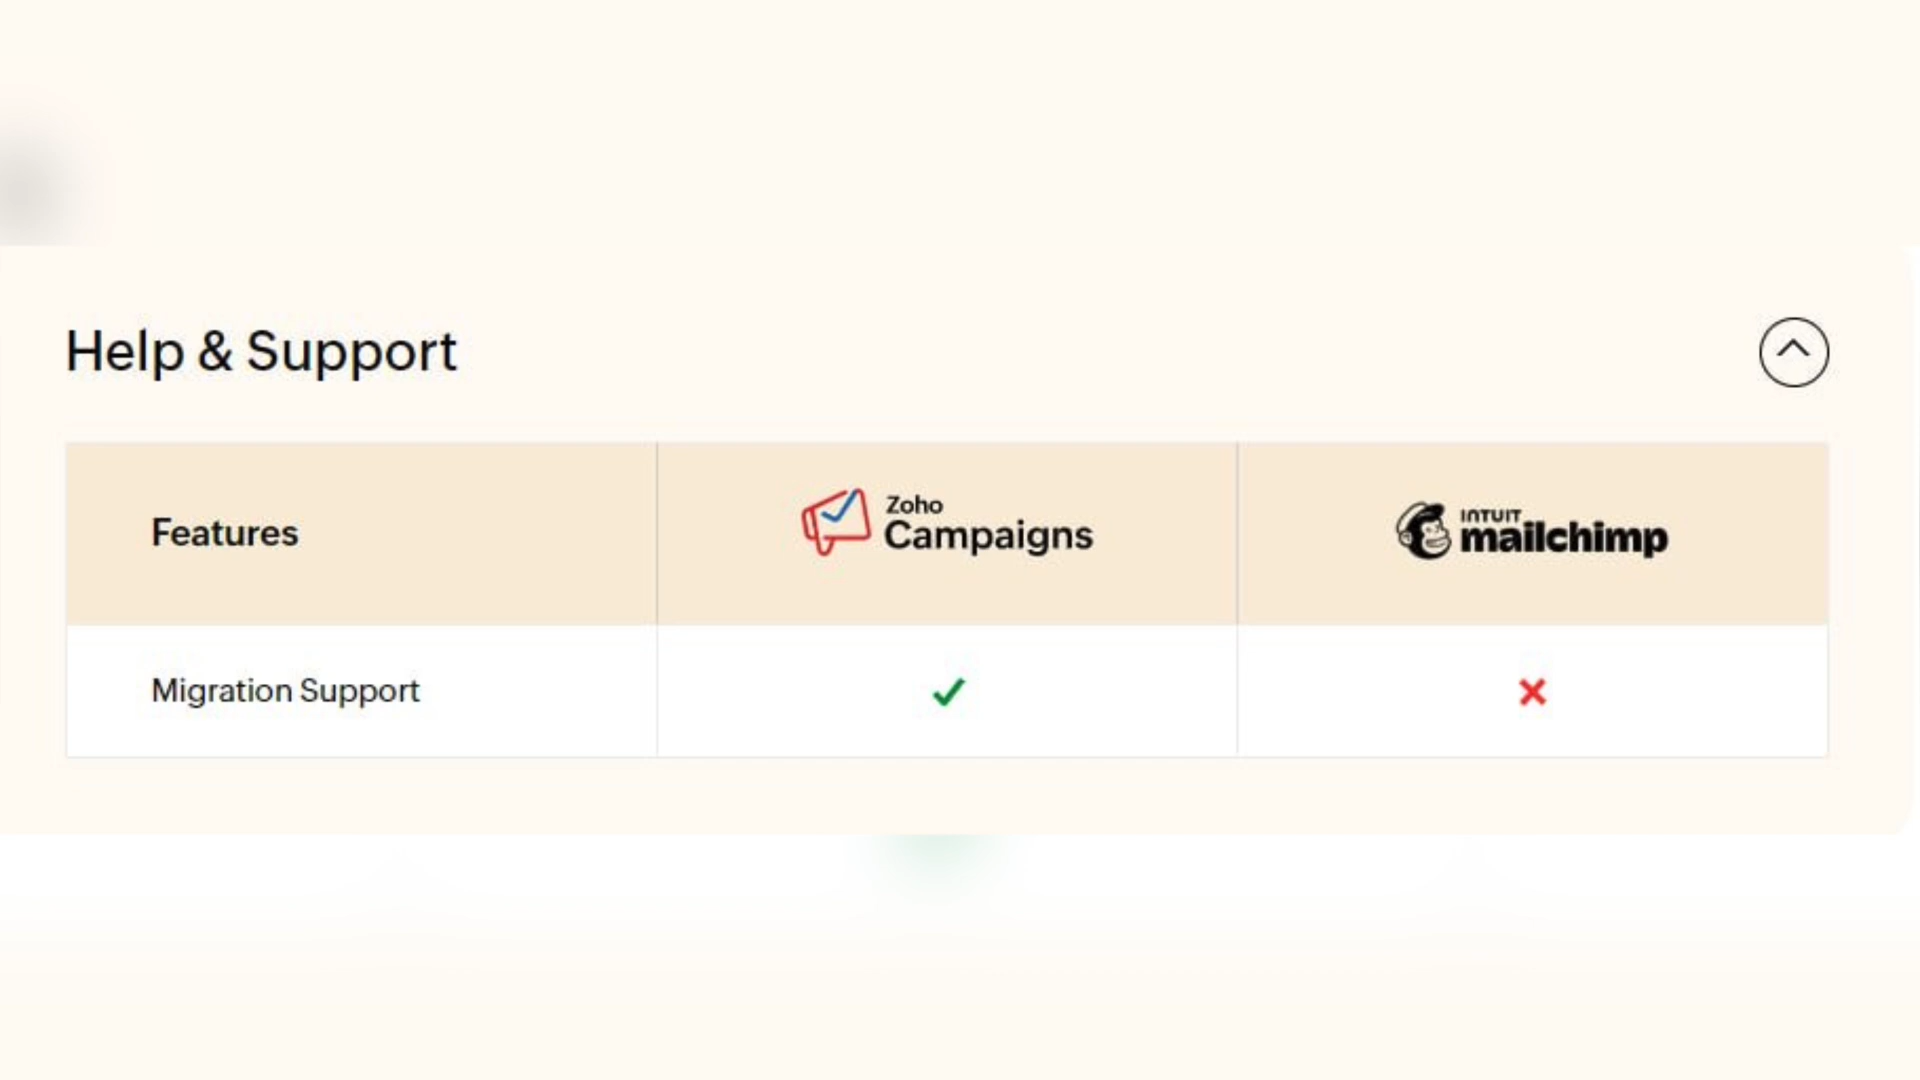 Help & Support
Features
Zoho
Campaigns
INTUIT
mailchimp
Migration Support